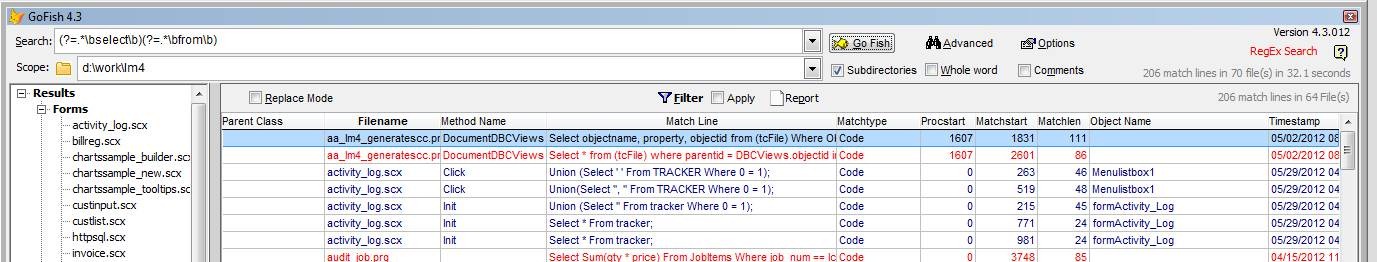 GoFish 4.3
Search: (?=.*\bselect\b)(?=.*\bfrom\b) Go Fish Advanced Options Version 4.3.012
RegEx Search
Scope: d:\work\lm4 Subdirectories Whole word Comments 206 match lines in 70 file(s) in 32.1 seconds
Results
Forms
activity_log.scx
billreg.scx
chartssample_builder.scx
chartssample_new.scx
chartssample_tooltips.sc
custinput.scx
custlist.scx
httpsql.scx
invoice.scx
Replace Mode Filter Apply Report 206 match lines in 64 File(s)
Parent Class Filename Method Name Match Line Matchtype Procstart Matchstart Matchlen Object Name Timestamp
aa_lm4_generatescc.pr DocumentDBCViews Select objectname, property, objectid from (tcFile) Where Ob Code 1607 1831 111 05/02/2012 08
aa_lm4_generatescc.pr DocumentDBCViews Select * from (tcFile) where parentid = DBCViews.objectid in Code 1607 2601 86 05/02/2012 08
activity_log.scx Click Union (Select ' ' From TRACKER Where 0 = 1); Code 0 263 46 Menulistbox1 05/29/2012 04
activity_log.scx Click Union(Select '', '' From TRACKER Where 0 = 1); Code 0 519 48 Menulistbox1 05/29/2012 04
activity_log.scx Init Union (Select '' From tracker Where 0 = 1); Code 0 215 45 formActivity_Log 05/29/2012 04
activity_log.scx Init Select * From tracker; Code 0 771 24 formActivity_Log 05/29/2012 04
activity_log.scx Init Select * From tracker; Code 0 981 24 formActivity_Log 05/29/2012 04
audit_job.prg Select Sum(qty * price) From JobItems Where job_num == lc Code 0 3748 85 04/15/2012 11